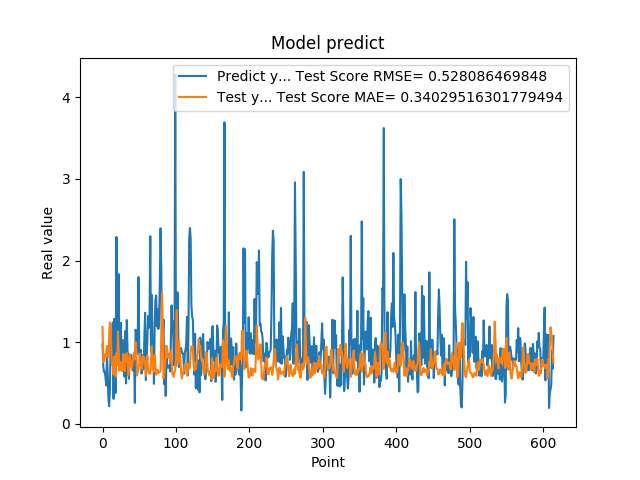 Model predict
Predict y... Test Score RMSE= 0.528086469848
Test y... Test Score MAE= 0.34029516301779494
4
3
2
1
0
Real value
0 100 200 300 400 500 600
Point